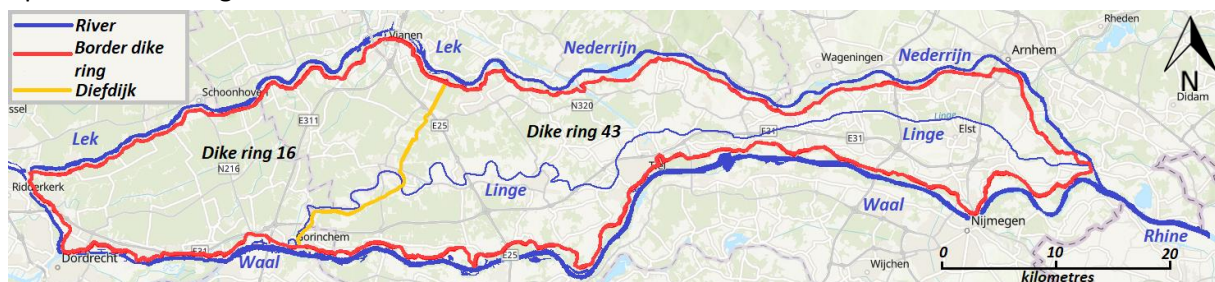 River
Border dike
ring
Diefdijk
Vianen
Lek
Nederrijn
Wageningen
Nederrijn
Arnhem
Rheden
N
Didam
Schoonhoven
ssel
Lek
E311
E25
N320
Dike ring 43
Linge
E31
E31
Linge
Elst
Dike ring 16
N216
Ridderkerk
Linge
Waal
Nijmegen
Rhine
Gorinchem
Dordrecht
E31
Waal
E25
Wijchen
0 10 20
kilometres